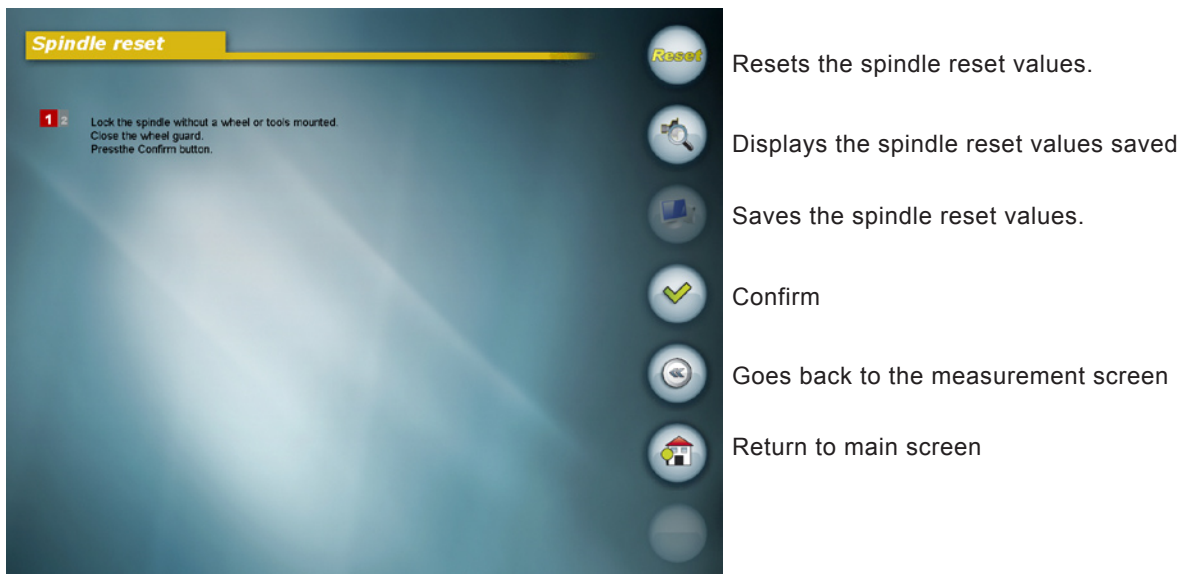 Spindle reset
Reset
Resets the spindle reset values.
1 2
Lock the spindle without a wheel or tools mounted.
Close the wheel guard.
Pressthe Confirm button.
Displays the spindle reset values saved
Saves the spindle reset values.
Confirm
Goes back to the measurement screen
Return to main screen